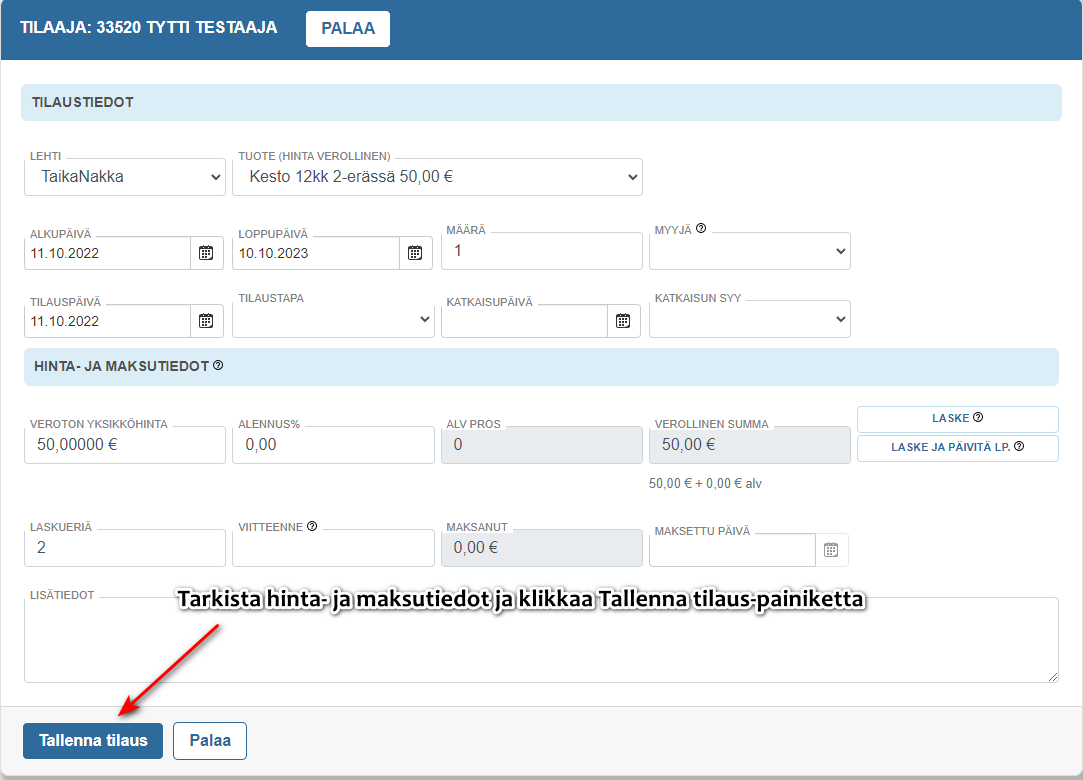 TILAAJA: 33520 TYTTI TESTAAJA PALAA
TILAUSTIEDOT
LEHTI TUOTE (HINTA VEROLLINEN)
TaikaNakka Kesto 12kk 2-erässä 50,00 €
ALKUPÄIVÄ LOPPUPÄIVÄ MÄÄRÄ MYYJÄ
11.10.2022 10.10.2023 1
TILAUSPÄIVÄ TILAUSTAPA KATKAISUPÄIVÄ KATKAISUN SYY
11.10.2022
HINTA- JA MAKSUTIEDOT
VEROTON YKSIKKÖHINTA ALENNUS% ALV PROS VEROLLINEN SUMMA LASKE
50,00000 € 0,00 0 50,00 € LASKE JA PÄIVITÄ LP.
50,00 € + 0,00 € alv
LASKUERIÄ VIITTEENNE MAKSANUT MAKSETTU PÄIVÄ
2 0,00 €
LISÄTIEDOT
Tarkista hinta- ja maksutiedot ja klikkaa Tallenna tilaus-painiketta
Tallenna tilaus Palaa